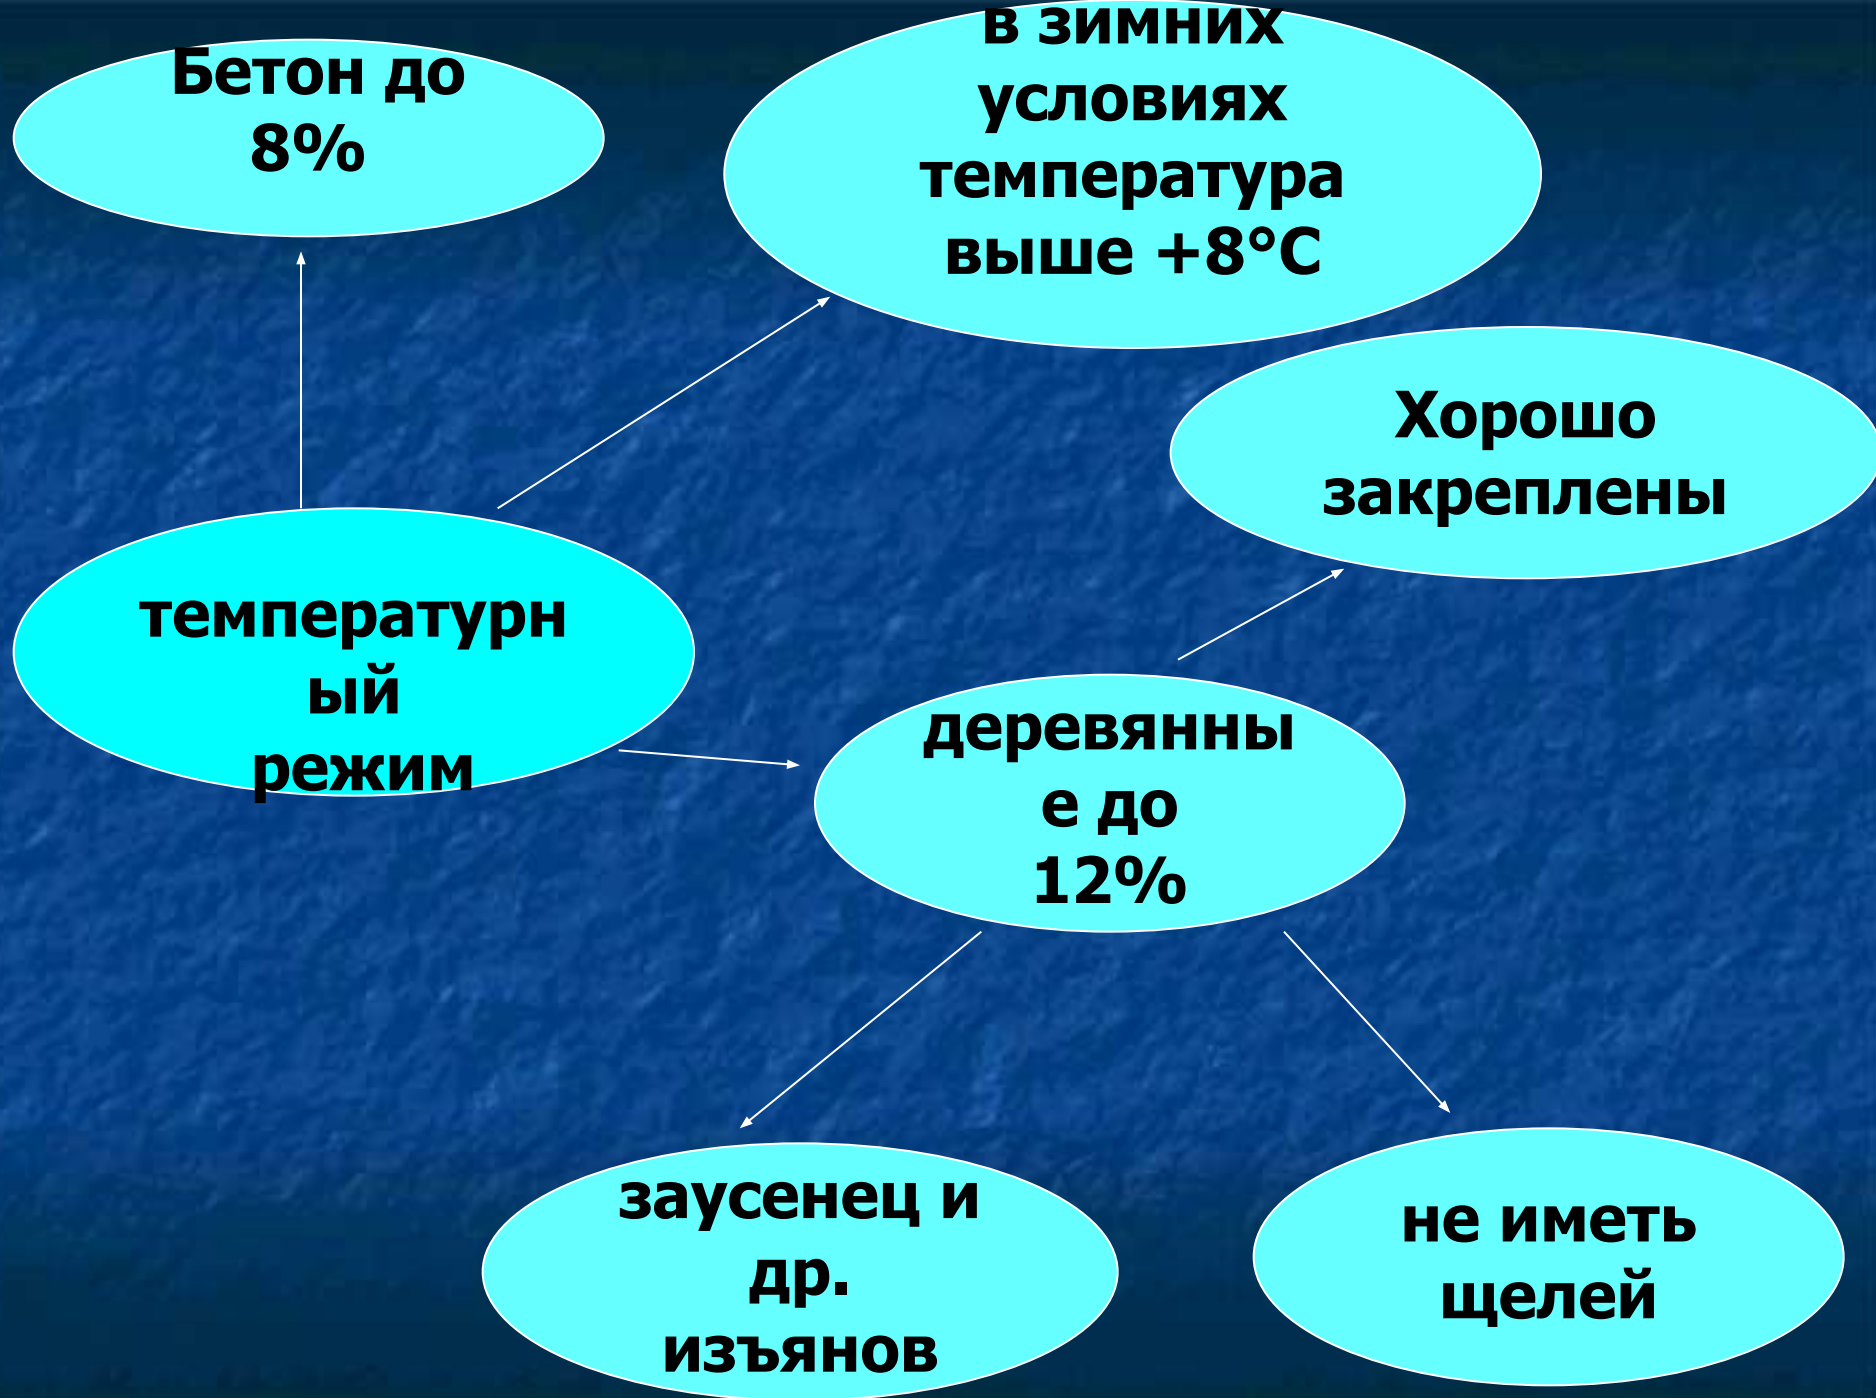 Бетон до
8%
в зимних
условиях
температура
выше +8°С
Хорошо
закреплены
температурн
ый
режим
деревянны
е до
12%
заусенец и
др.
изъянов
не иметь
щелей